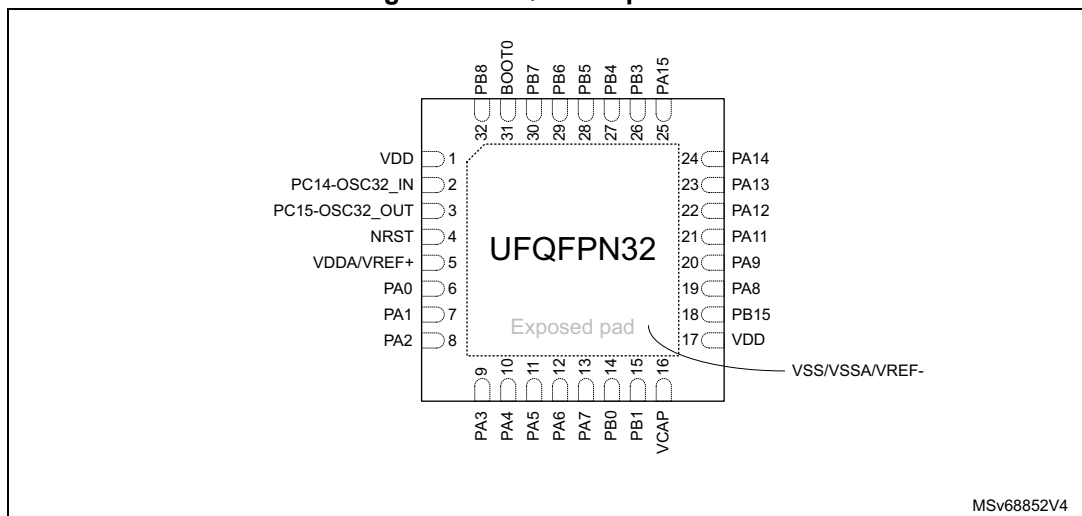 PB8
BOOT0
PB7
PB6
PB5
PB4
PB3
PA15
32
31
30
29
28
27
26
25
VDD 1
PC14-OSC32_IN 2
PC15-OSC32_OUT 3
NRST 4
VDDA/VREF+ 5
PA0 6
PA1 7
PA2 8
24 PA14
23 PA13
22 PA12
21 PA11
20 PA9
19 PA8
18 PB15
17 VDD
UFQFPN32
Exposed pad
VSS/VSSA/VREF-
9
10
11
12
13
14
15
16
PA3
PA4
PA5
PA6
PA7
PB0
PB1
VCAP
MSv68852V4